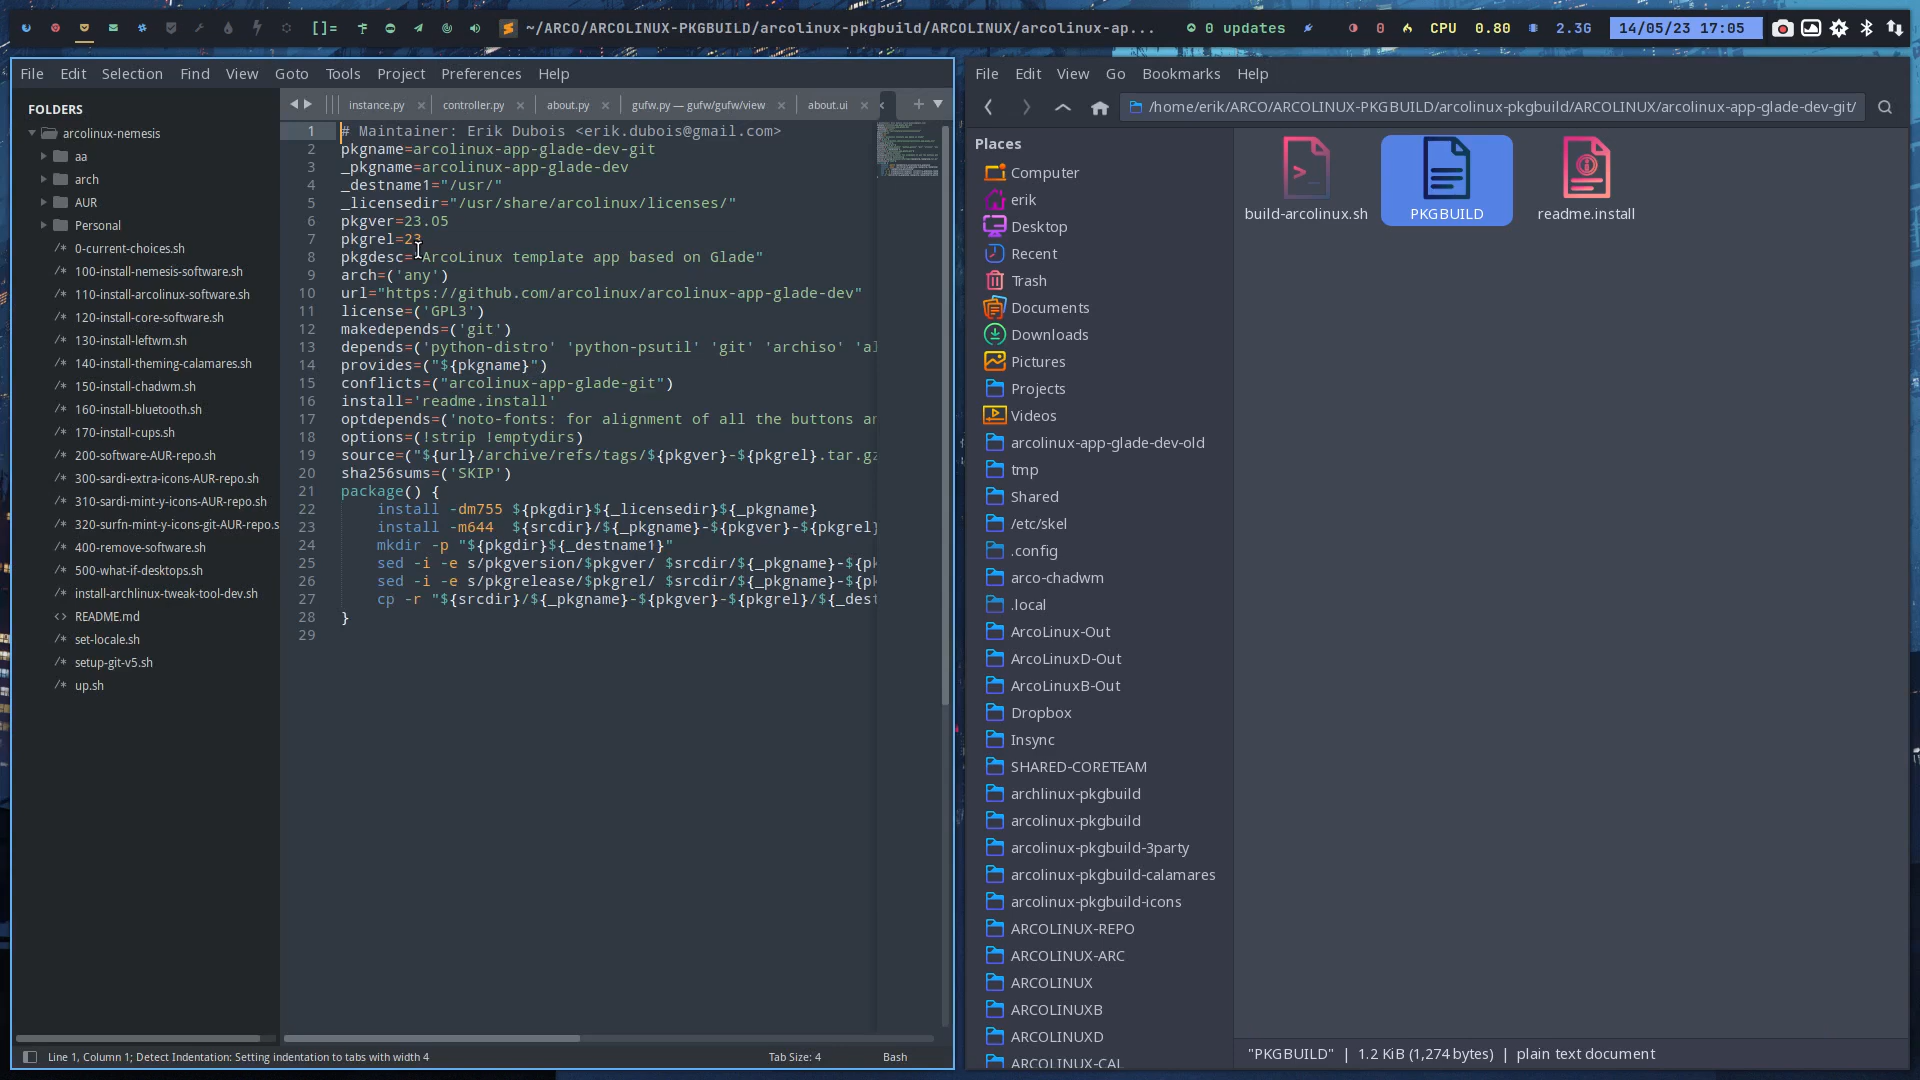 []=
~/ARCO/ARCOLINUX-PKGBUILD/arcolinux-pkgbuild/ARCOLINUX/arcolinux-ap...
0 updates
0
CPU 0.80
2.3G
14/05/23 17:05
File Edit Selection Find View Goto Tools Project Preferences Help
FOLDERS
arcolinux-nemesis
aa
arch
AUR
Personal
/* 0-current-choices.sh
/* 100-install-nemesis-software.sh
/* 110-install-arcolinux-software.sh
/* 120-install-core-software.sh
/* 130-install-leftwm.sh
/* 140-install-theming-calamares.sh
/* 150-install-chadwm.sh
/* 160-install-bluetooth.sh
/* 170-install-cups.sh
/* 200-software-AUR-repo.sh
/* 300-sardi-extra-icons-AUR-repo.sh
/* 310-sardi-mint-y-icons-AUR-repo.sh
/* 320-surfn-mint-y-icons-git-AUR-repo.s
/* 400-remove-software.sh
/* 500-what-if-desktops.sh
/* install-archlinux-tweak-tool-dev.sh
<> README.md
/* set-locale.sh
/* setup-git-v5.sh
/* up.sh
instance.py × controller.py × about.py × gufw.py — gufw/gufw/view × about.ui ×
1 # Maintainer: Erik Dubois <erik.dubois@gmail.com>
2 pkgname=arcolinux-app-glade-dev-git
3 _pkgname=arcolinux-app-glade-dev
4 _destname1="/usr/"
5 _licensedir="/usr/share/arcolinux/licenses/"
6 pkgver=23.05
7 pkgrel=23
8 pkgdesc="ArcoLinux template app based on Glade"
9 arch=('any')
10 url="https://github.com/arcolinux/arcolinux-app-glade-dev"
11 license=('GPL3')
12 makedepends=('git')
13 depends=('python-distro' 'python-psutil' 'git' 'archiso' 'al
14 provides=("${pkgname}")
15 conflicts=("arcolinux-app-glade-git")
16 install='readme.install'
17 optdepends=('noto-fonts: for alignment of all the buttons an
18 options=(!strip !emptydirs)
19 source=("${url}/archive/refs/tags/${pkgver}-${pkgrel}.tar.gz
20 sha256sums=('SKIP')
21 package() {
22 install -dm755 ${pkgdir}${_licensedir}${_pkgname}
23 install -m644 ${srcdir}/${_pkgname}-${pkgver}-${pkgrel}
24 mkdir -p "${pkgdir}${_destname1}"
25 sed -i -e s/pkgversion/$pkgver/ $srcdir/${_pkgname}-${pk
26 sed -i -e s/pkgrelease/$pkgrel/ $srcdir/${_pkgname}-${pk
27 cp -r "${srcdir}/${_pkgname}-${pkgver}-${pkgrel}/${_dest
28 }
29
Line 1, Column 1; Detect Indentation: Setting indentation to tabs with width 4
Tab Size: 4
Bash
File Edit View Go Bookmarks Help
/home/erik/ARCO/ARCOLINUX-PKGBUILD/arcolinux-pkgbuild/ARCOLINUX/arcolinux-app-glade-dev-git/
Places
Computer
erik
Desktop
Recent
Trash
Documents
Downloads
Pictures
Projects
Videos
arcolinux-app-glade-dev-old
tmp
Shared
/etc/skel
.config
arco-chadwm
.local
ArcoLinux-Out
ArcoLinuxD-Out
ArcoLinuxB-Out
Dropbox
Insync
SHARED-CORETEAM
archlinux-pkgbuild
arcolinux-pkgbuild
arcolinux-pkgbuild-3party
arcolinux-pkgbuild-calamares
arcolinux-pkgbuild-icons
ARCOLINUX-REPO
ARCOLINUX-ARC
ARCOLINUX
ARCOLINUXB
ARCOLINUXD
ARCOLINUX-CAL
build-arcolinux.sh
PKGBUILD
readme.install
"PKGBUILD" | 1.2 KiB (1,274 bytes) | plain text document